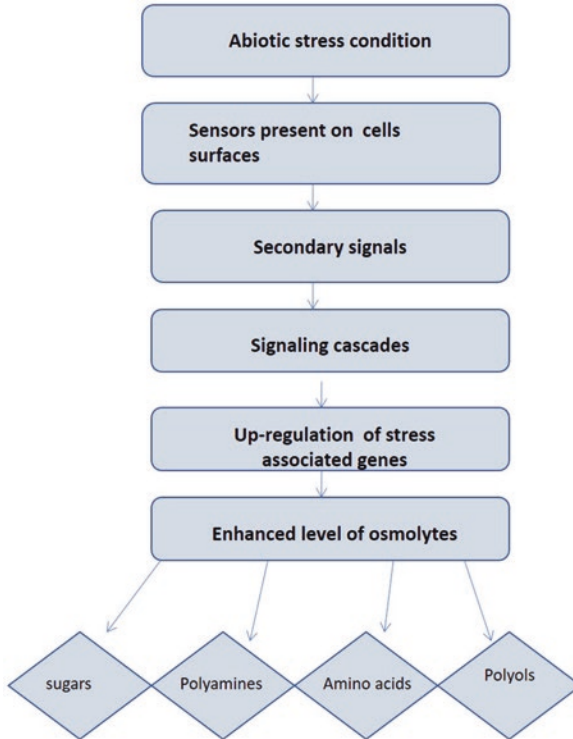 Abiotic stress condition
Sensors present on cells
surfaces
Secondary signals
Signaling cascades
Up-regulation of stress
associated genes
Enhanced level of osmolytes
sugars
Polyamines
Amino acids
Polyols